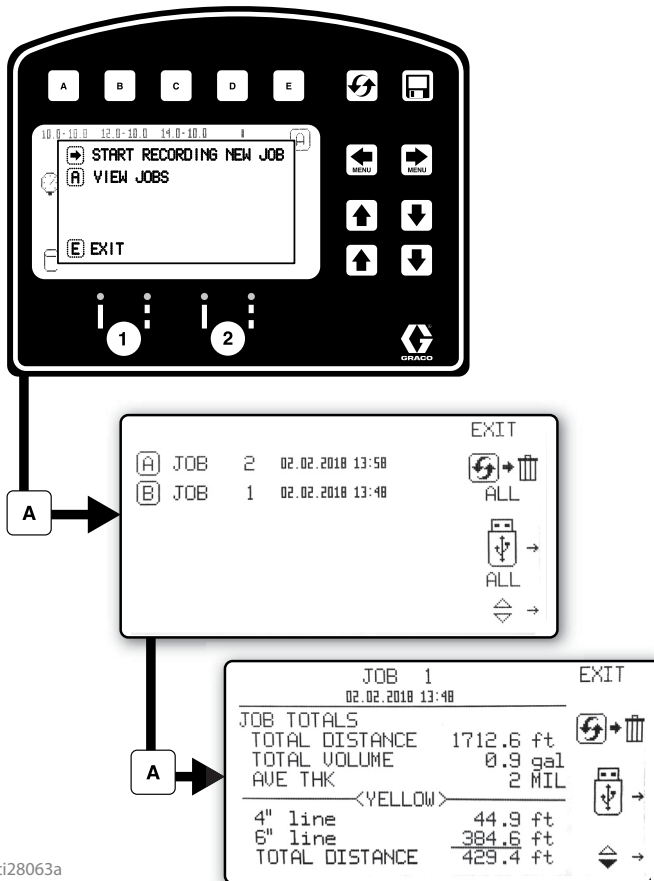 A B C D E
10.0-10.0 12.0-10.0 14.0-10.0 A
START RECORDING NEW JOB
A VIEW JOBS
E EXIT
MENU MENU
1 2
GRACO
A
EXIT
A JOB 2 02.02.2018 13:58
B JOB 1 02.02.2018 13:48
ALL
ALL
A
JOB 1 EXIT
02.02.2018 13:48
JOB TOTALS
TOTAL DISTANCE 1712.6 ft
TOTAL VOLUME 0.9 gal
AVE THK 2 MIL
YELLOW
4" line 44.9 ft
6" line 384.6 ft
TOTAL DISTANCE 429.4 ft
ti28063a